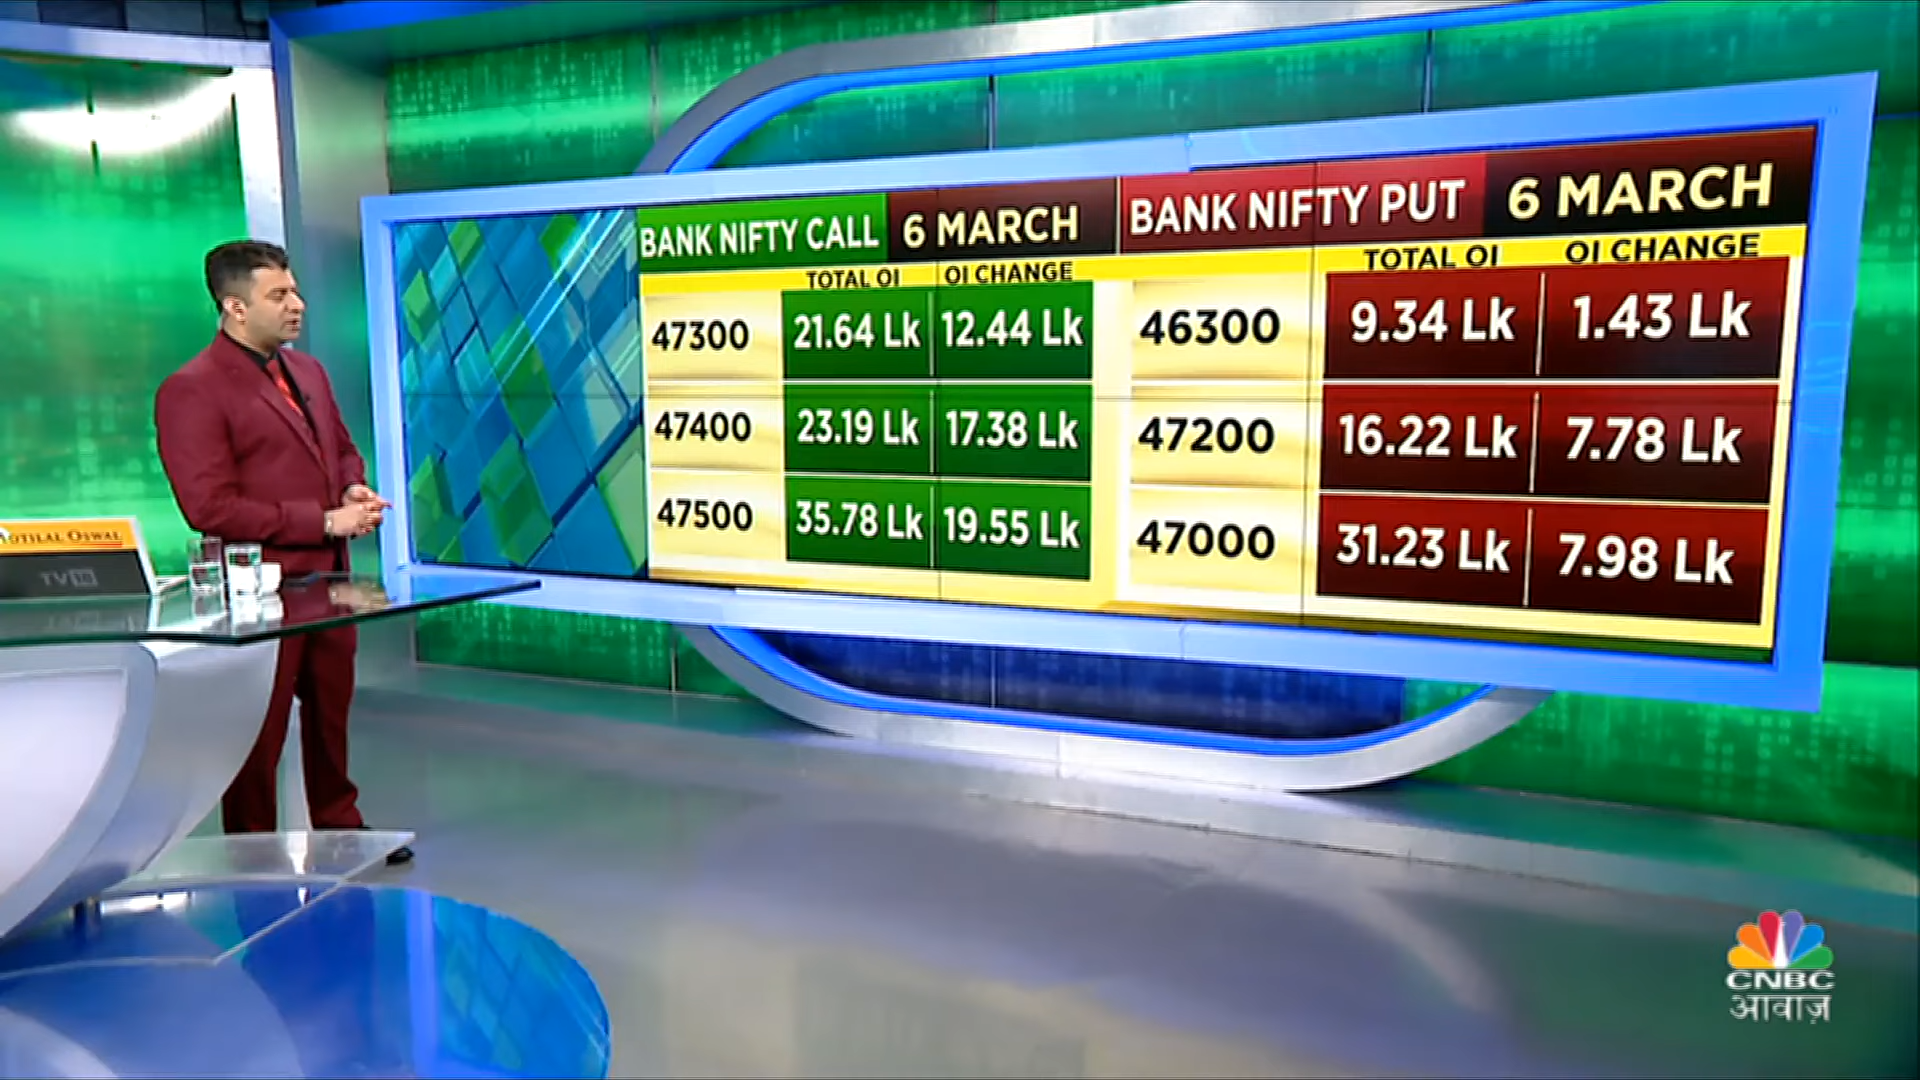 BANK NIFTY CALL 6 MARCH
TOTAL OI OI CHANGE
47300 21.64 Lk 12.44 Lk
47400 23.19 Lk 17.38 Lk
47500 35.78 Lk 19.55 Lk
BANK NIFTY PUT 6 MARCH
TOTAL OI OI CHANGE
46300 9.34 Lk 1.43 Lk
47200 16.22 Lk 7.78 Lk
47000 31.23 Lk 7.98 Lk
OTILAL OSWAL
TV18
CNBC
आवाज़